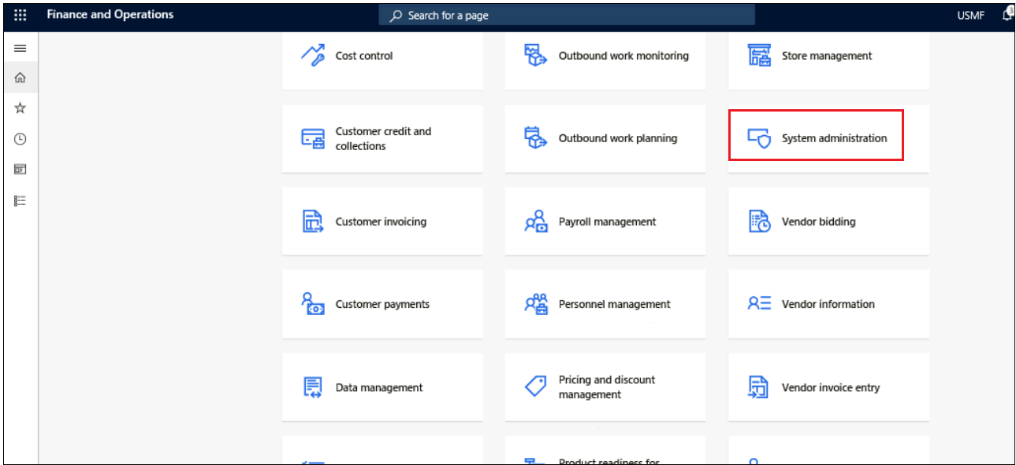 Finance and Operations
Search for a page
USMF
1
Cost control
Outbound work monitoring
Store management
Customer credit and
collections
Outbound work planning
System administration
Customer invoicing
Payroll management
Vendor bidding
Customer payments
Personnel management
Vendor information
Data management
Pricing and discount
management
Vendor invoice entry
Product readiness for